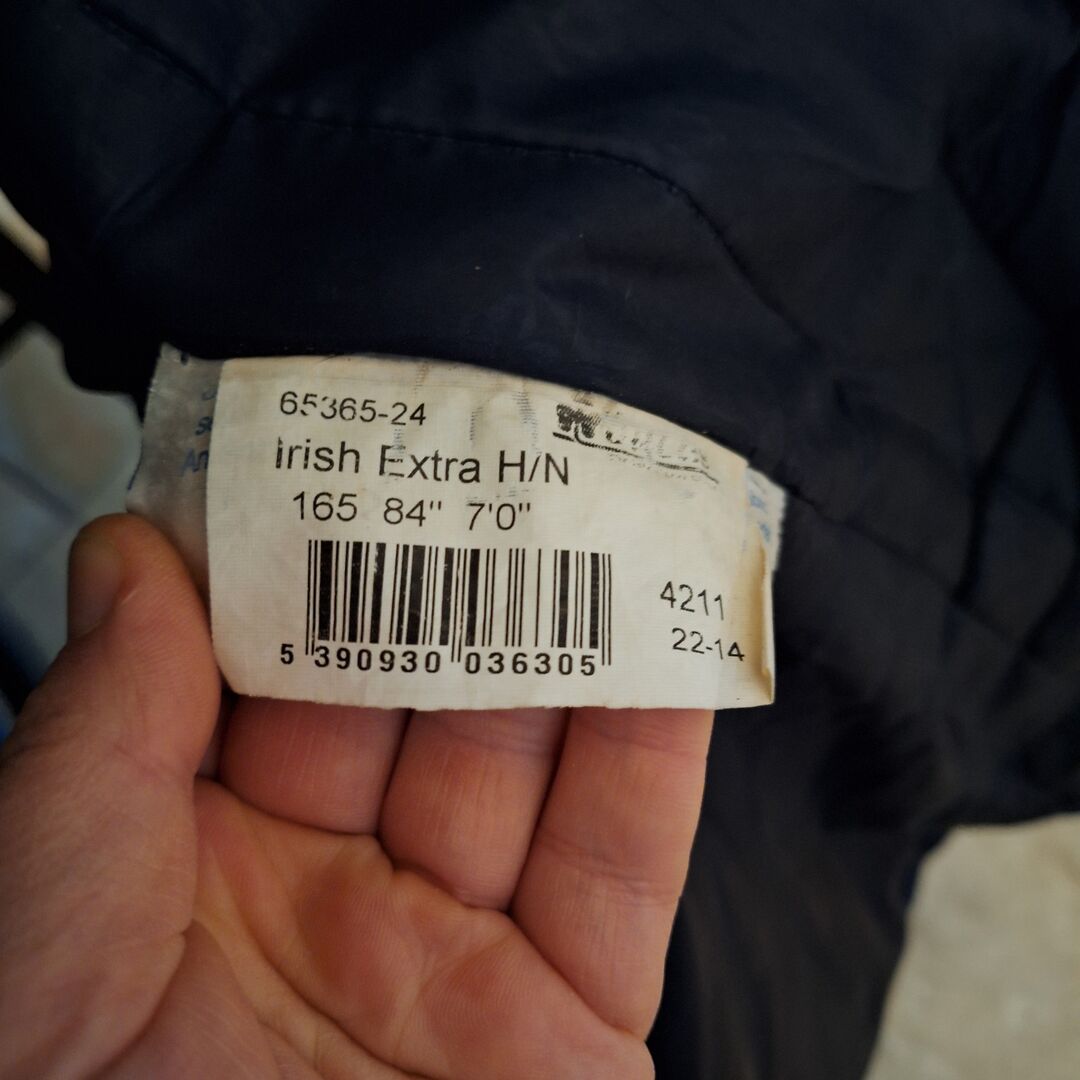 65365-24
Irish Extra H/N
165 84" 7'0"
5 390930 036305
4211
22-14